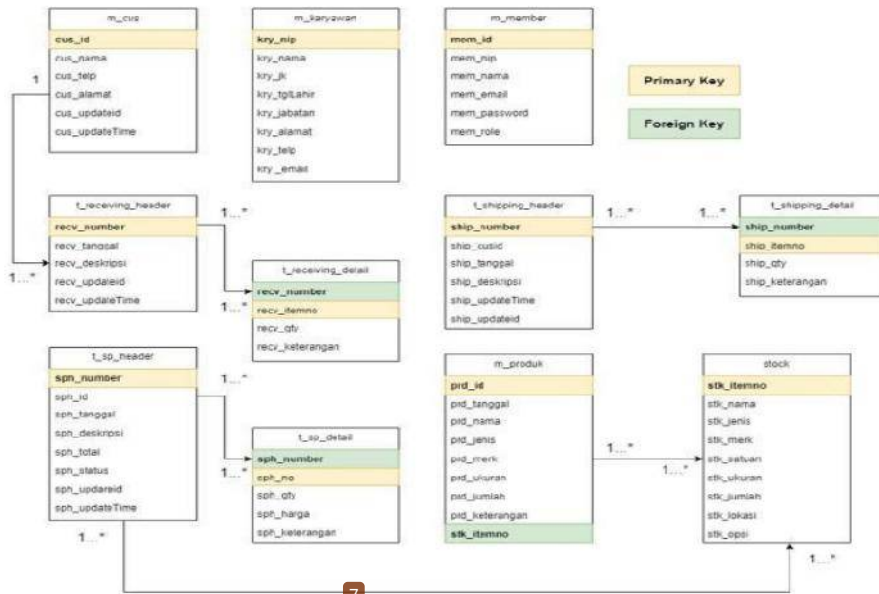 m_cus
cus_id
cus_nama
cus_telp
cus_alamat
cus_updateid
cus_updateTime
m_karyawan
kry_nip
kry_nama
kry_jk
kry_tglLahir
kry_jabatan
kry_alamat
kry_telp
kry_email
m_member
mem_id
mem_nip
mem_nama
mem_email
mem_password
mem_role
Primary Key
Foreign Key
1
1...*
t_receiving_header
recv_number
recv_tanggal
recv_deskripsi
recv_updateid
recv_updateTime
1...*
1...*
t_receiving_detail
recv_number
recv_itemno
recv_qty
recv_keterangan
t_shipping_header
ship_number
ship_cusid
ship_tanggal
ship_deskripsi
ship_updateTime
ship_updateid
1...*
1...*
t_shipping_detail
ship_number
ship_itemno
ship_qty
ship_keterangan
t_sp_header
sph_number
sph_id
sph_tanggal
sph_deskripsi
sph_total
sph_status
sph_updateid
sph_updateTime
1...*
1...*
t_sp_detail
sph_number
sph_no
sph_qty
sph_harga
sph_keterangan
m_produk
prd_id
prd_tanggal
prd_nama
prd_jenis
prd_merk
prd_ukuran
prd_jumlah
prd_keterangan
stk_itemno
1...*
1...*
stock
stk_itemno
stk_nama
stk_jenis
stk_merk
stk_satuan
stk_ukuran
stk_jumlah
stk_lokasi
stk_opsi
1...*
1...*
7